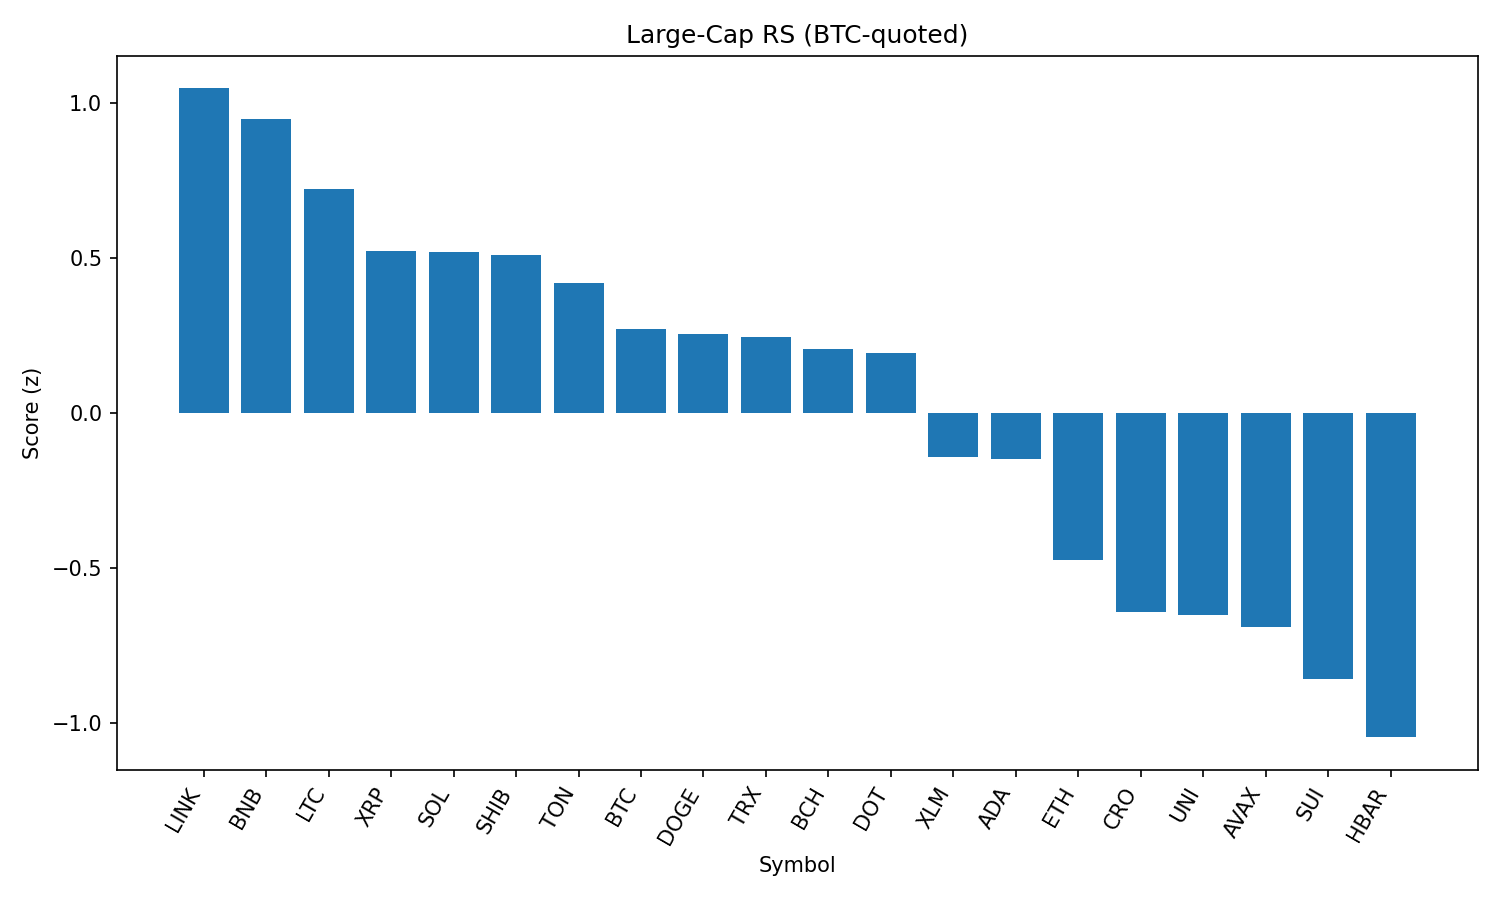 Large-Cap RS (BTC-quoted)
Score (z)
1.0
0.5
0.0
−0.5
−1.0
LINK
BNB
LTC
XRP
SOL
SHIB
TON
BTC
DOGE
TRX
BCH
DOT
XLM
ADA
ETH
CRO
UNI
AVAX
SUI
HBAR
Symbol